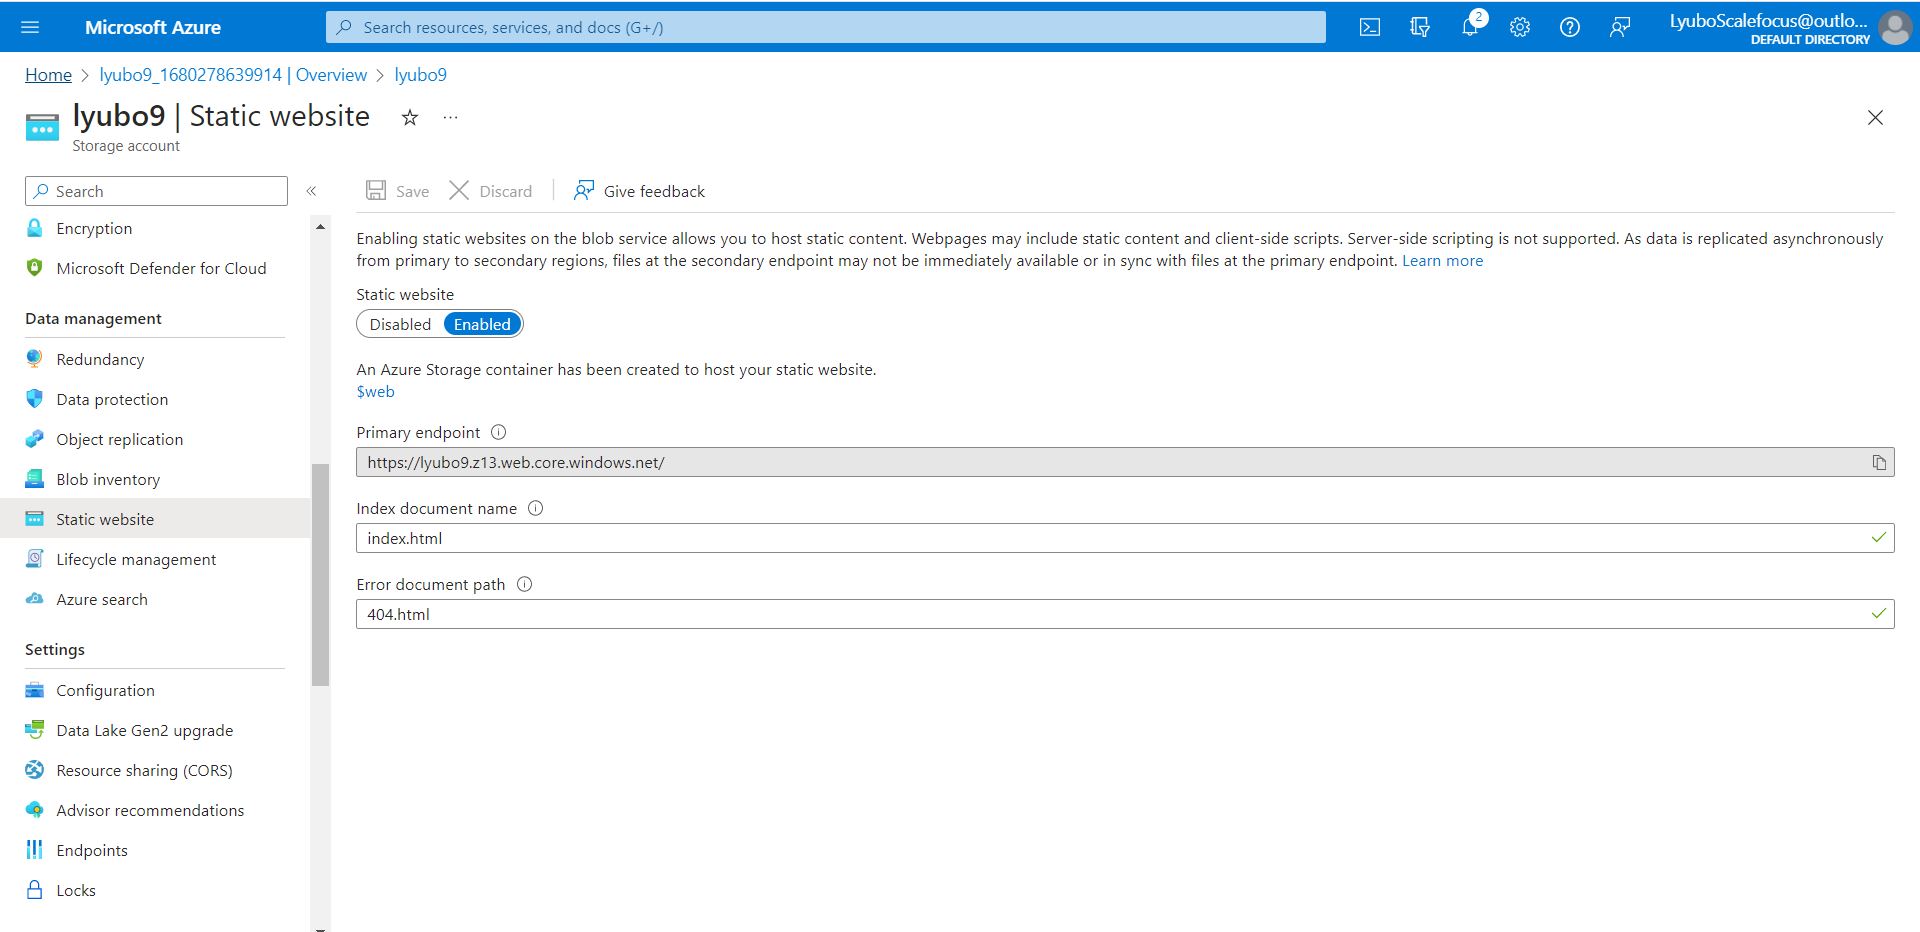 Microsoft Azure
Search resources, services, and docs (G+/)
2
LyuboScalefocus@outlo...
DEFAULT DIRECTORY
Home > lyubo9_1680278639914 | Overview > lyubo9
lyubo9 | Static website
Storage account
Search
Save
Discard
Give feedback
Encryption
Microsoft Defender for Cloud
Data management
Redundancy
Data protection
Object replication
Blob inventory
Static website
Lifecycle management
Azure search
Settings
Configuration
Data Lake Gen2 upgrade
Resource sharing (CORS)
Advisor recommendations
Endpoints
Locks
Enabling static websites on the blob service allows you to host static content. Webpages may include static content and client-side scripts. Server-side scripting is not supported. As data is replicated asynchronously
from primary to secondary regions, files at the secondary endpoint may not be immediately available or in sync with files at the primary endpoint. Learn more
Static website
Disabled Enabled
An Azure Storage container has been created to host your static website.
$web
Primary endpoint
https://lyubo9.z13.web.core.windows.net/
Index document name
index.html
Error document path
404.html